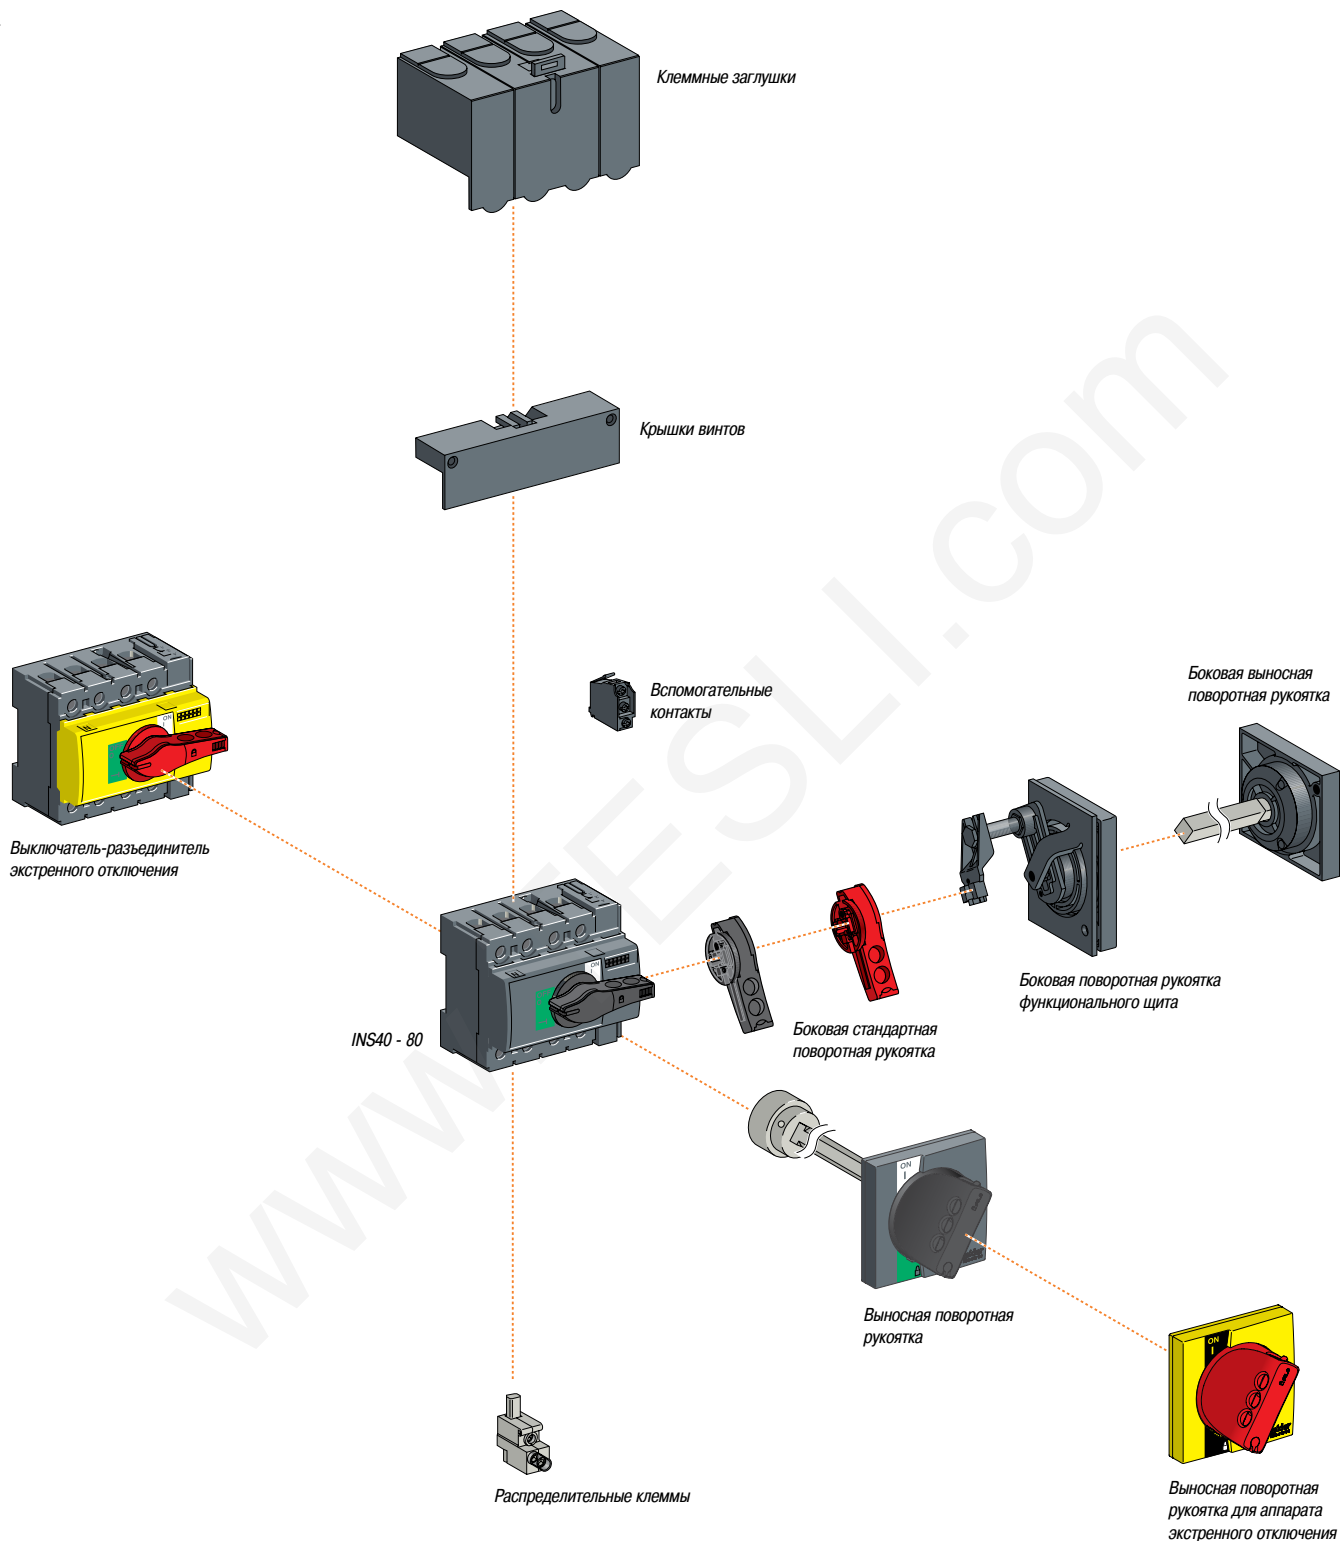 Клеммные заглушки
Крышки винтов
Вспомогательные
контакты
Боковая выносная
поворотная рукоятка
ON
Выключатель-разъединитель
экстренного отключения
ON
INS40 - 80
Боковая стандартная
поворотная рукоятка
Боковая поворотная рукоятка
функционального щита
ON
I
Выносная поворотная
рукоятка
ON
I
Распределительные клеммы
Выносная поворотная
рукоятка для аппарата
экстренного отключения
www.TESLI.com